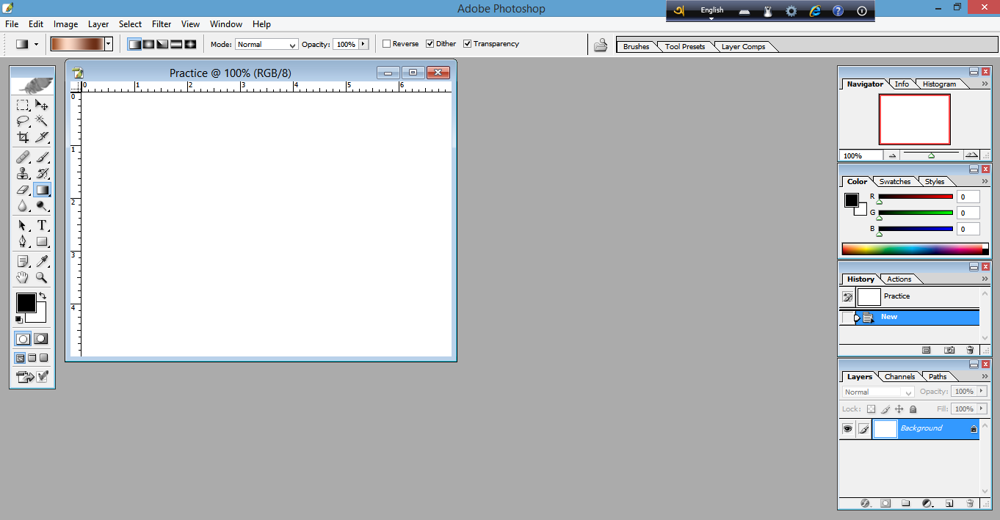 Adobe Photoshop
English
File Edit Image Layer Select Filter View Window Help
Mode: Normal Opacity: 100% Reverse Dither Transparency
Brushes Tool Presets Layer Comps
Practice @ 100% (RGB/8)
0 1 2 3 4 5 6
0
1
2
3
4
T
Navigator Info Histogram
100%
Color Swatches Styles
R 0
G 0
B 0
History Actions
Practice
New
Layers Channels Paths
Normal Opacity: 100%
Lock: Fill: 100%
Background